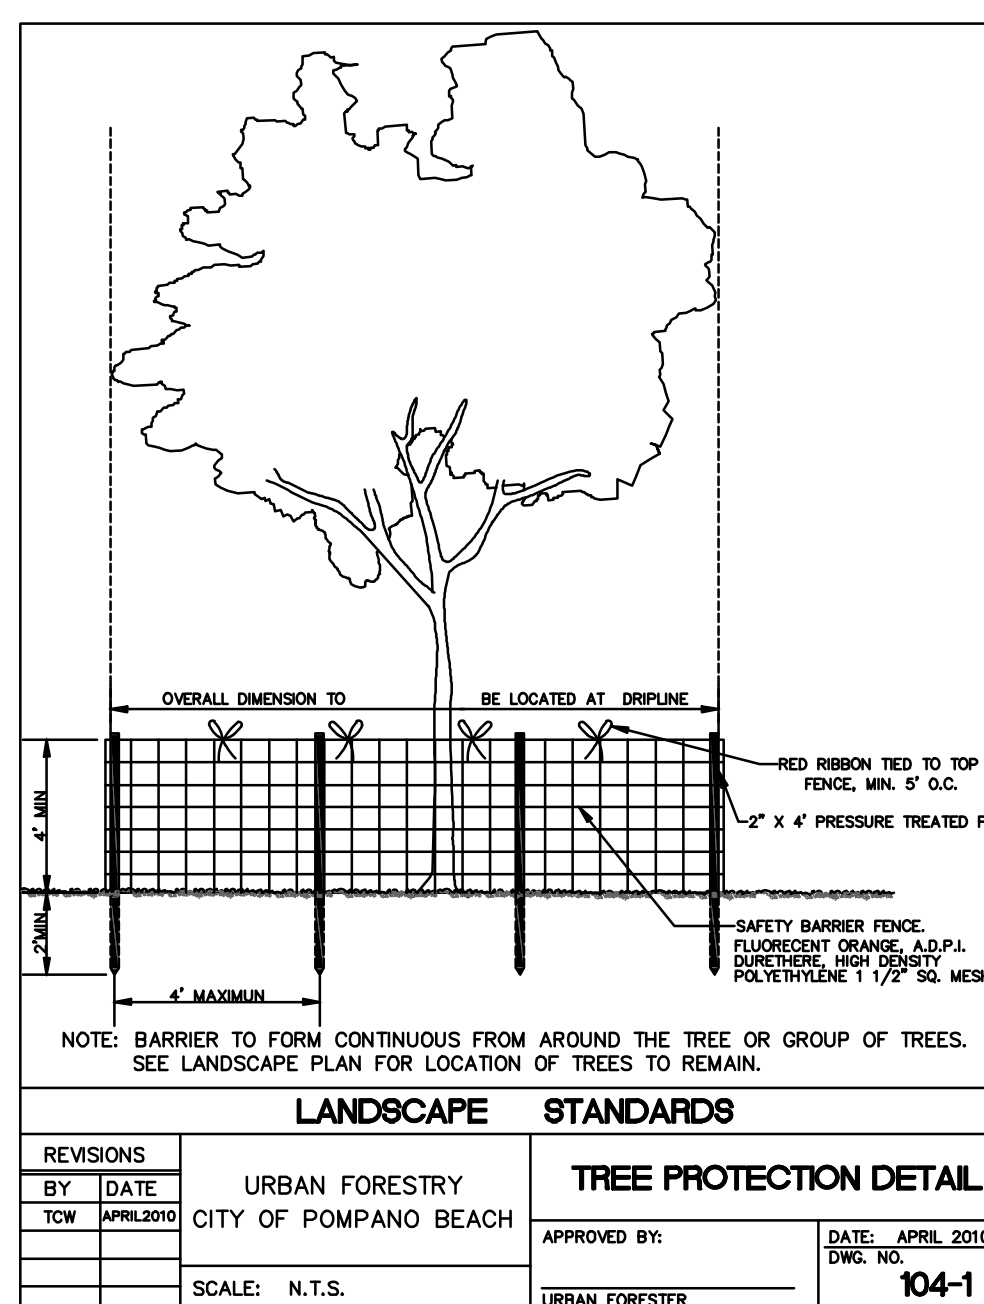 OVERALL DIMENSION TO BE LOCATED AT DRIPLINE
RED RIBBON TIED TO TOP
FENCE, MIN. 5' O.C.
4' MIN
2" X 4' PRESSURE TREATED
2'MIN
SAFETY BARRIER FENCE.
FLUORECENT ORANGE, A.D.P.I.
DURETHERE, HIGH DENSITY
POLYETHYLENE 1 1/2" SQ. MESH
4' MAXIMUN
NOTE: BARRIER TO FORM CONTINUOUS FROM AROUND THE TREE OR GROUP OF TREES.
SEE LANDSCAPE PLAN FOR LOCATION OF TREES TO REMAIN.
LANDSCAPE STANDARDS
REVISIONS
BY DATE
TCW APRIL2010
URBAN FORESTRY
CITY OF POMPANO BEACH
SCALE: N.T.S.
TREE PROTECTION DETAIL
APPROVED BY:
URBAN FORESTER
DATE: APRIL 2010
DWG. NO.
104-1